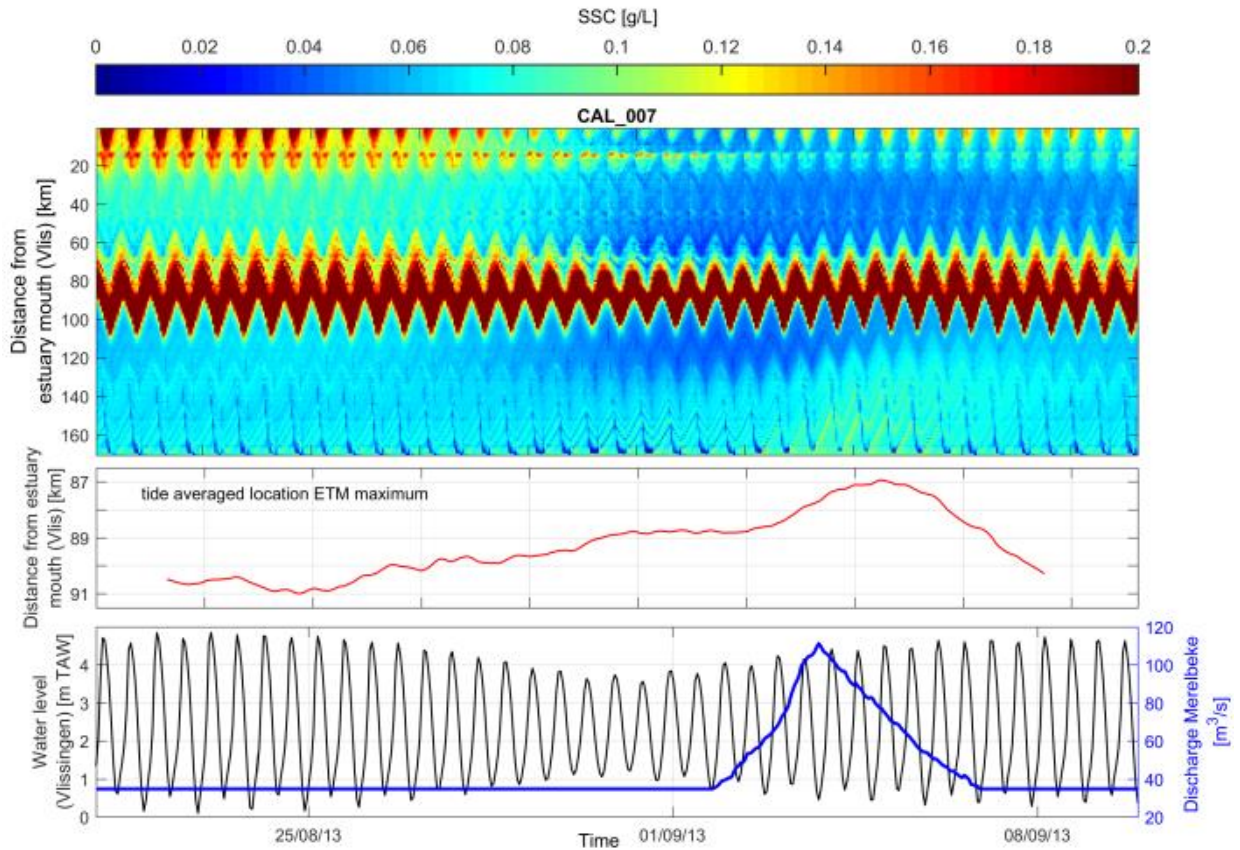 SSC [g/L]
0 0.02 0.04 0.06 0.08 0.1 0.12 0.14 0.16 0.18 0.2
CAL_007
Distance from
estuary mouth (Vlis) [km]
20
40
60
80
100
120
140
160
Distance from estuary
mouth (Vlis) [km]
87
89
91
tide averaged location ETM maximum
Water level
(Vlissingen) [m TAW]
4
3
2
1
0
120
100
80
60
40
20
Discharge Merelbeke
[m³/s]
25/08/13 01/09/13 08/09/13
Time